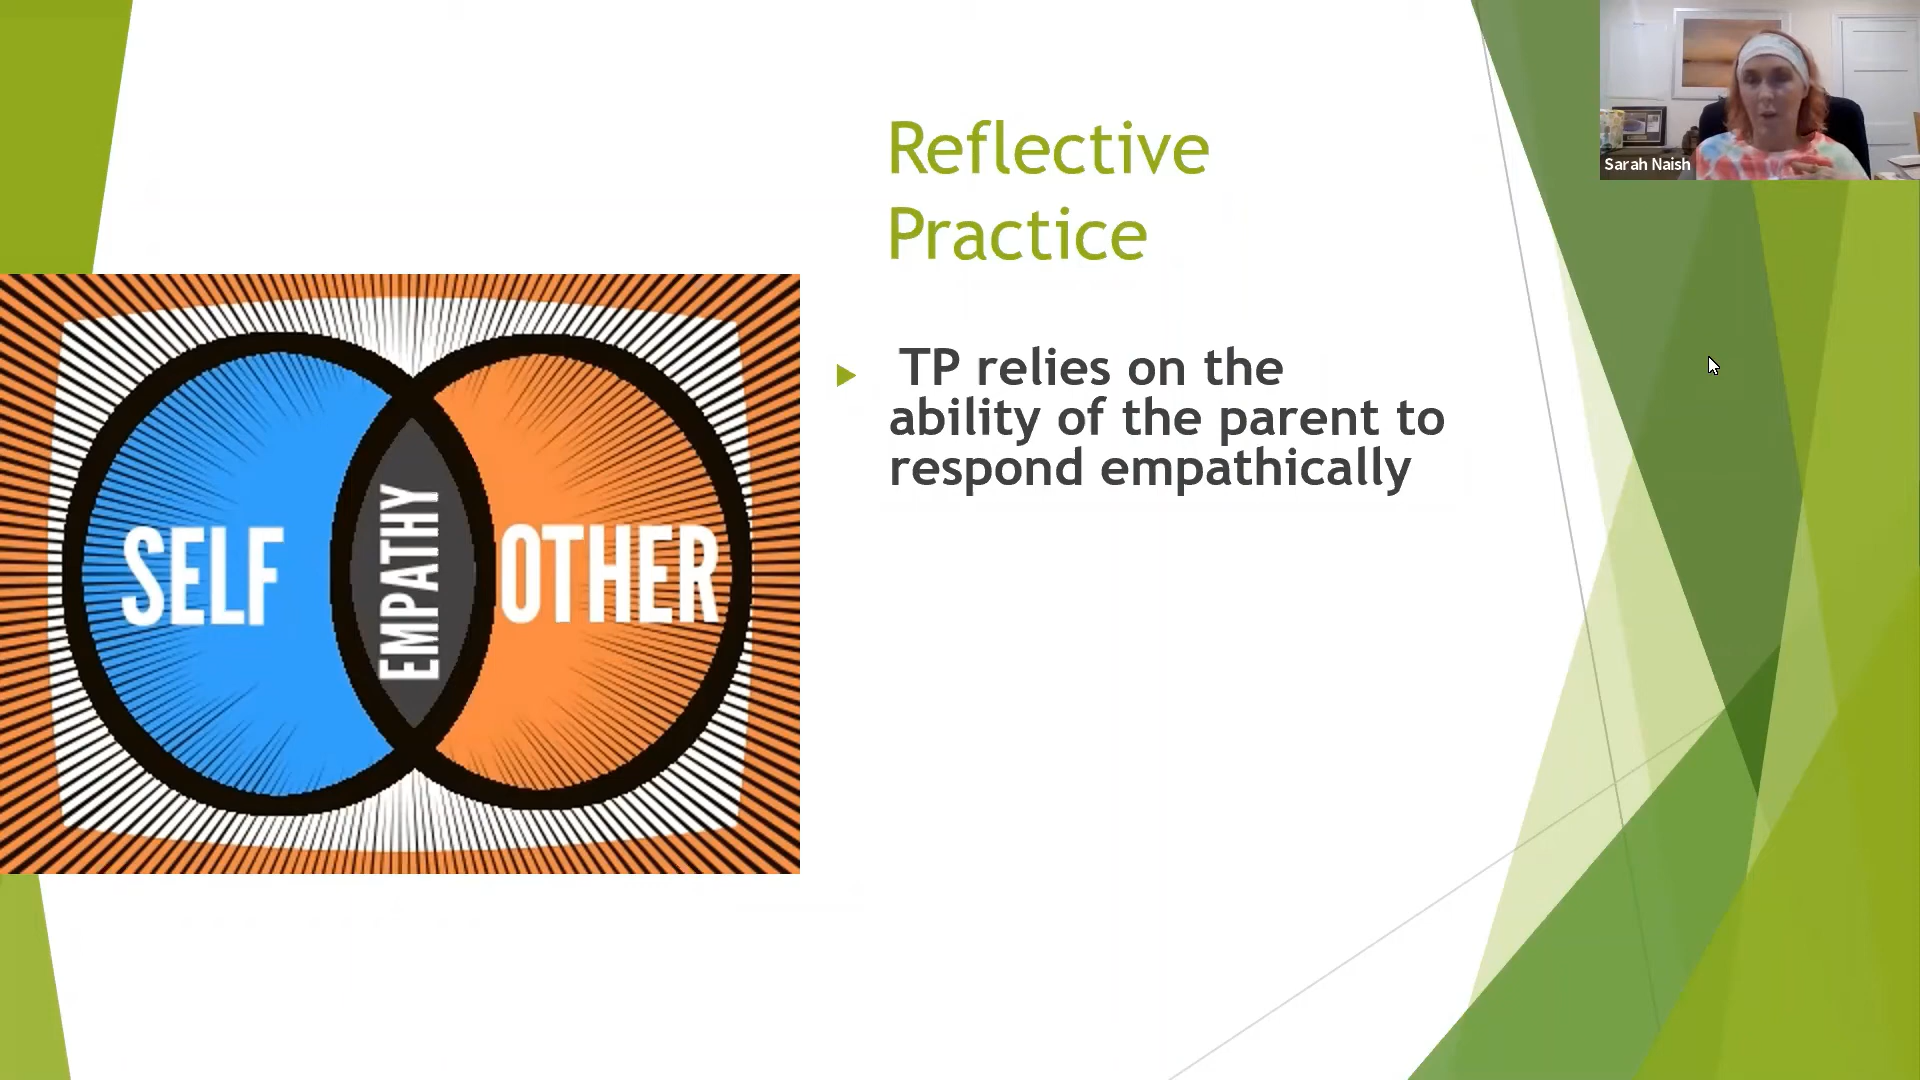 Reflective
Practice
TP relies on the
ability of the parent to
respond empathically
SELF
EMPATHY
OTHER
Sarah Naish